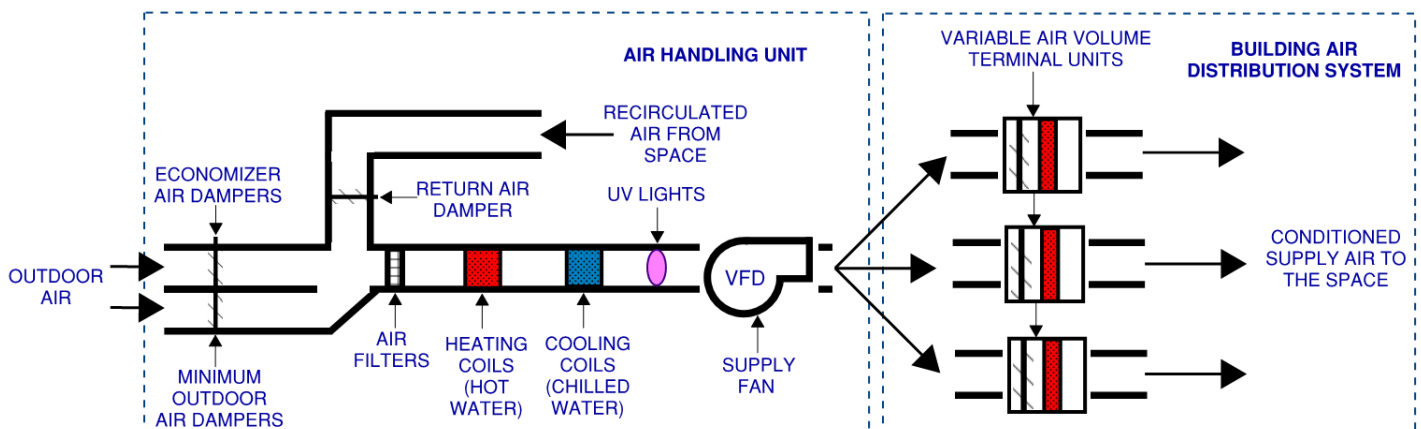 AIR HANDLING UNIT
VARIABLE AIR VOLUME
TERMINAL UNITS
BUILDING AIR
DISTRIBUTION SYSTEM
RECIRCULATED
AIR FROM
SPACE
ECONOMIZER
AIR DAMPERS
RETURN AIR
DAMPER
UV LIGHTS
OUTDOOR
AIR
VFD
CONDITIONED
SUPPLY AIR TO
THE SPACE
AIR
FILTERS
HEATING
COILS
(HOT
WATER)
COOLING
COILS
(CHILLED
WATER)
SUPPLY
FAN
MINIMUM
OUTDOOR
AIR DAMPERS